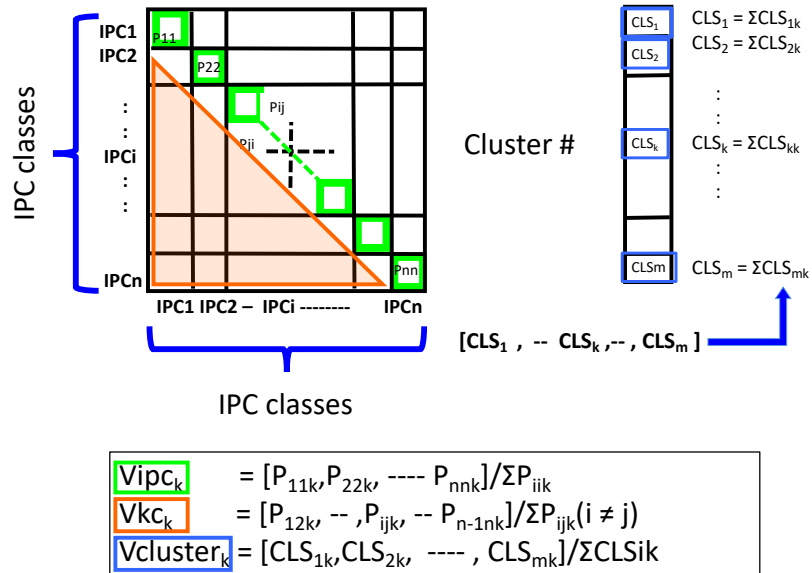 IPC classes
IPC1
IPC2
:
:
IPCi
:
:
IPCn
P11
P22
Pij
Pji
Pnn
IPC1 IPC2 – IPCi -------- IPCn
IPC classes
Cluster #
CLS1
CLS2
CLSk
CLSm
CLS1 = ΣCLS1k
CLS2 = ΣCLS2k
:
:
CLSk = ΣCLSkk
:
:
CLSm = ΣCLSmk
[CLS1 , -- CLSk ,-- , CLSm ]
Vipck = [P11k,P22k, ---- Pnnk]/ΣPiik
Vkck = [P12k, -- ,Pijk, -- Pn-1nk]/ΣPijk(i ≠ j)
Vclusterk = [CLS1k,CLS2k, ---- , CLSmk]/ΣCLSik